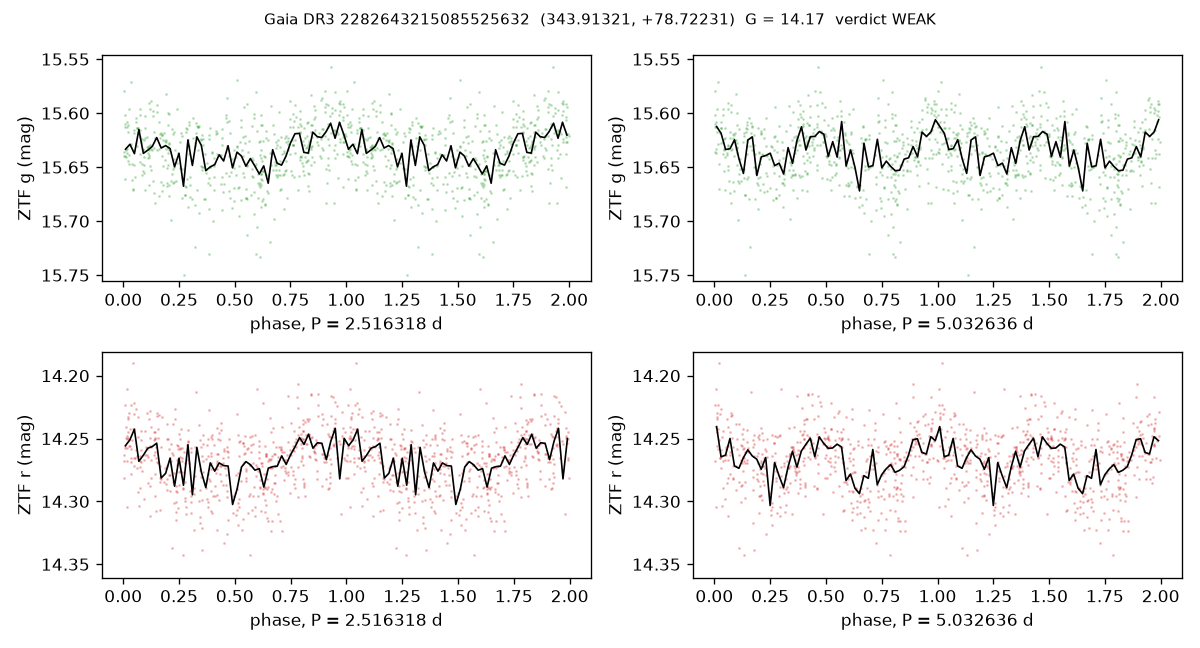 Gaia DR3 2282643215085525632 (343.91321, +78.72231) G = 14.17 verdict WEAK
ZTF g (mag)
15.55
15.60
15.65
15.70
15.75
0.00 0.25 0.50 0.75 1.00 1.25 1.50 1.75 2.00
phase, P = 2.516318 d
ZTF g (mag)
15.55
15.60
15.65
15.70
15.75
0.00 0.25 0.50 0.75 1.00 1.25 1.50 1.75 2.00
phase, P = 5.032636 d
ZTF r (mag)
14.20
14.25
14.30
14.35
0.00 0.25 0.50 0.75 1.00 1.25 1.50 1.75 2.00
phase, P = 2.516318 d
ZTF r (mag)
14.20
14.25
14.30
14.35
0.00 0.25 0.50 0.75 1.00 1.25 1.50 1.75 2.00
phase, P = 5.032636 d